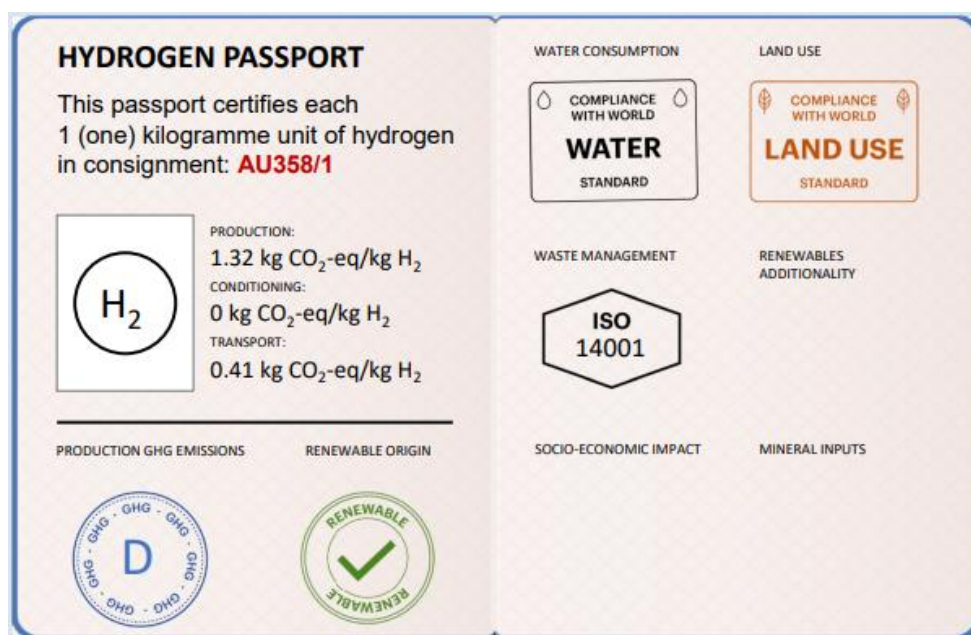 HYDROGEN PASSPORT
This passport certifies each
1 (one) kilogramme unit of hydrogen
in consignment: AU358/1
H₂
PRODUCTION:
1.32 kg CO₂-eq/kg H₂
CONDITIONING:
0 kg CO₂-eq/kg H₂
TRANSPORT:
0.41 kg CO₂-eq/kg H₂
PRODUCTION GHG EMISSIONS
GHG - GHG - GHG - GHG - GHG - GHG - GHG - GHG - GHG -
D
RENEWABLE ORIGIN
RENEWABLE
RENEWABLE
WATER CONSUMPTION
COMPLIANCE
WITH WORLD
WATER
STANDARD
LAND USE
COMPLIANCE
WITH WORLD
LAND USE
STANDARD
WASTE MANAGEMENT
ISO
14001
RENEWABLES
ADDITIONALITY
SOCIO-ECONOMIC IMPACT
MINERAL INPUTS